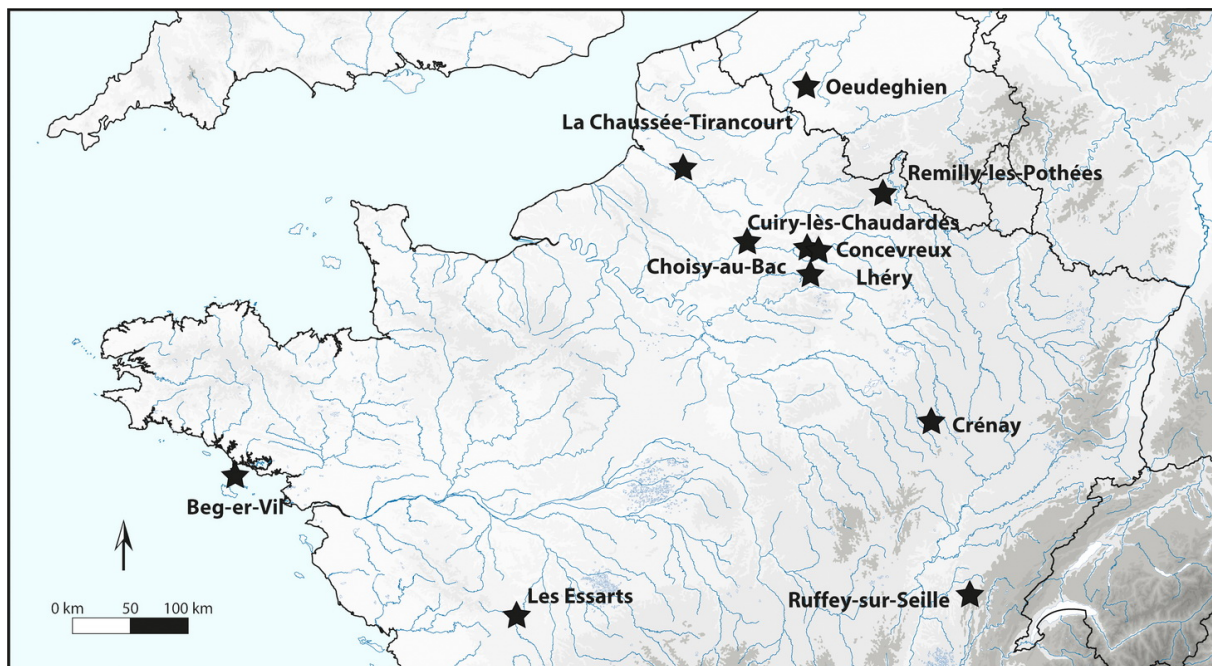 Oeudeghien
La Chaussée-Tirancourt
Remilly-les-Pothées
Cuiry-lès-Chaudardes
Concevreux
Choisy-au-Bac
Lhéry
Crénay
Beg-er-Vil
Les Essarts
Ruffey-sur-Seille
0 km 50 100 km